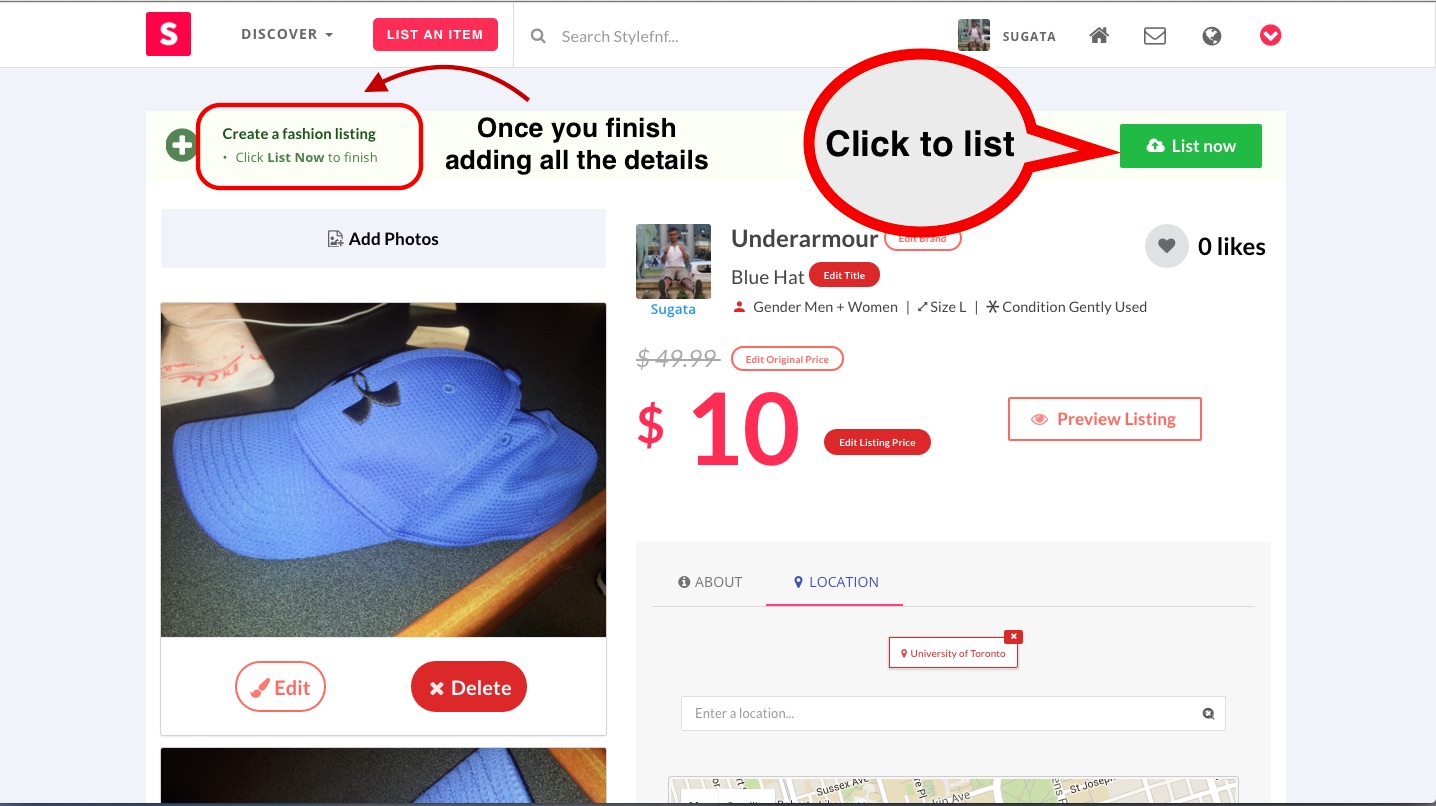 S
DISCOVER
LIST AN ITEM
Search Stylefnf...
SUGATA
Create a fashion listing
• Click List Now to finish
Once you finish
adding all the details
Click to list
List now
Add Photos
Underarmour
Edit Brand
0 likes
Blue Hat
Edit Title
Sugata
Gender Men + Women | Size L | Condition Gently Used
$ 49.99
Edit Original Price
$ 10
Edit Listing Price
Preview Listing
ABOUT
LOCATION
University of Toronto
Edit
Delete
Enter a location...
Sussex Ave
St Joseph